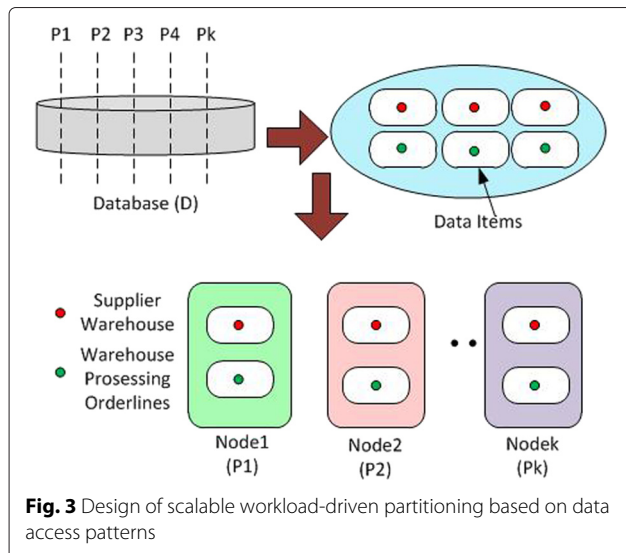 P1 P2 P3 P4 Pk
Database (D)
Data Items
Supplier
Warehouse
Warehouse
Prosessing
Orderlines
Node1
(P1)
Node2
(P2)
Nodek
(Pk)
Fig. 3 Design of scalable workload-driven partitioning based on data
access patterns